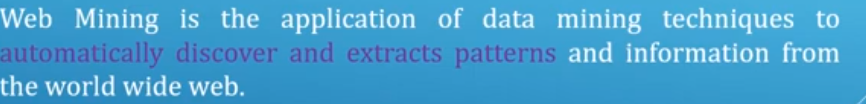 Web Mining is the application of data mining techniques to
automatically discover and extracts patterns and information from
the world wide web.